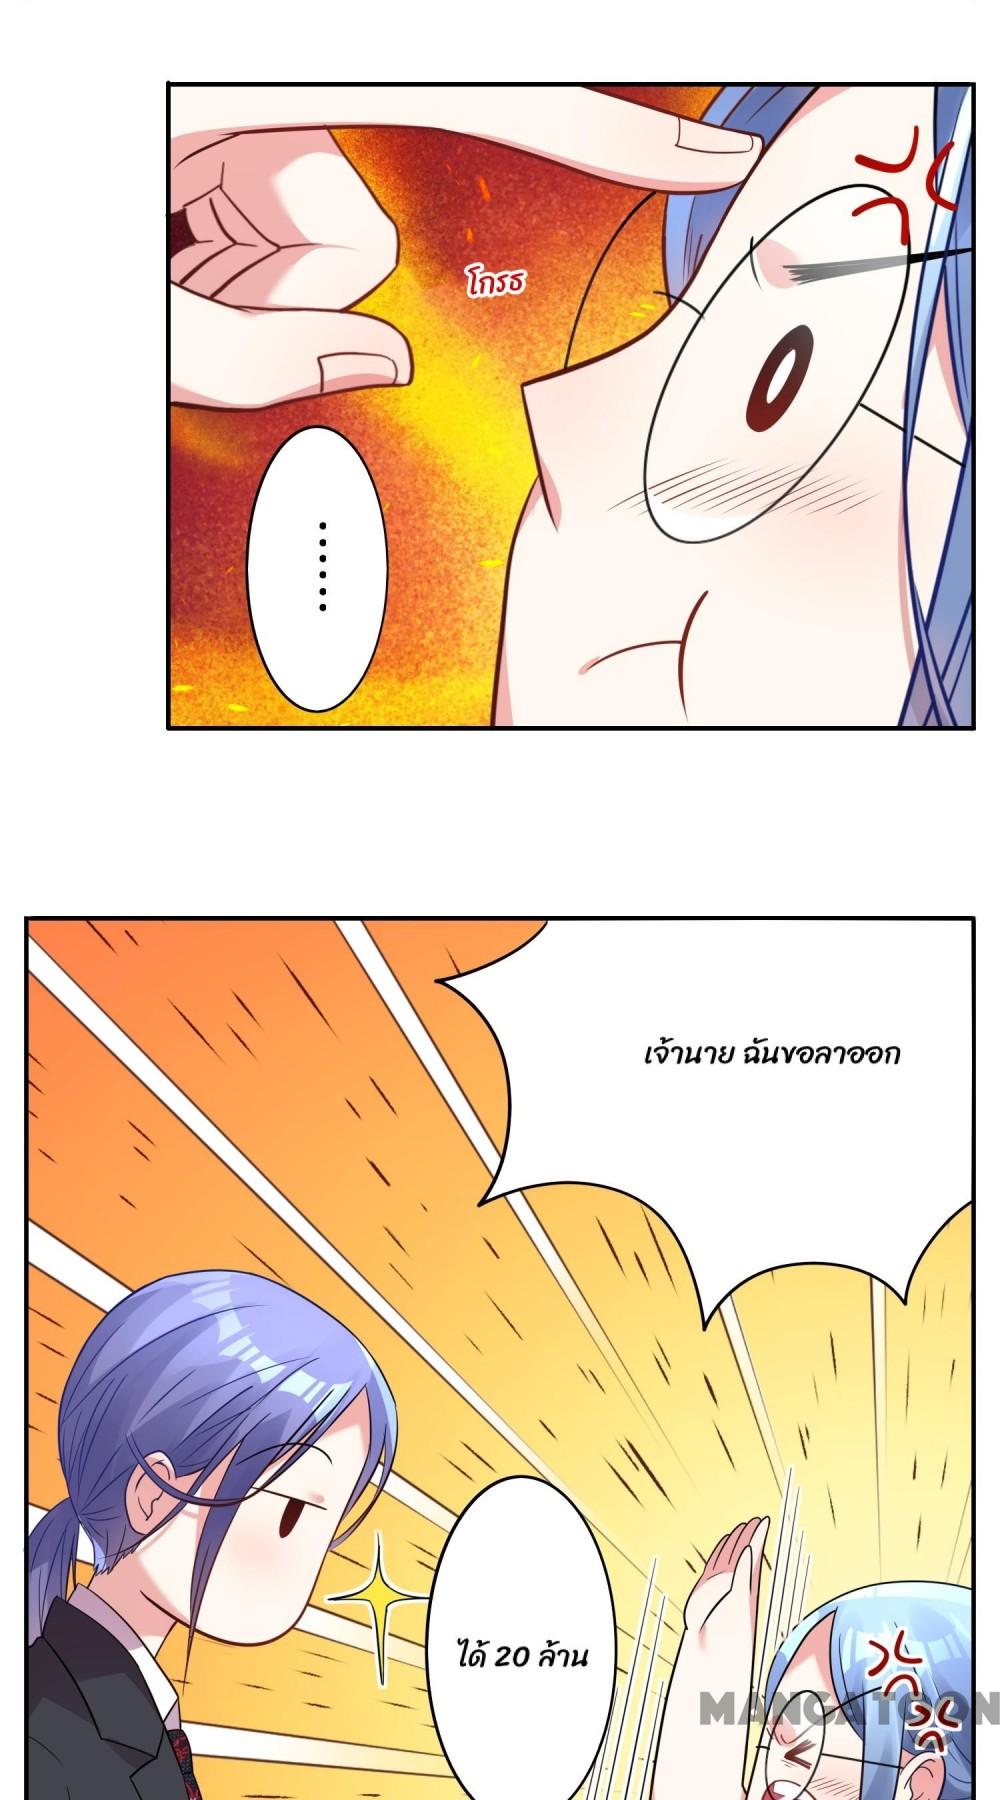 โกรธ
......
เจ้านาย ฉันขอลาออก
ได้ 20 ล้าน
MANGATOON